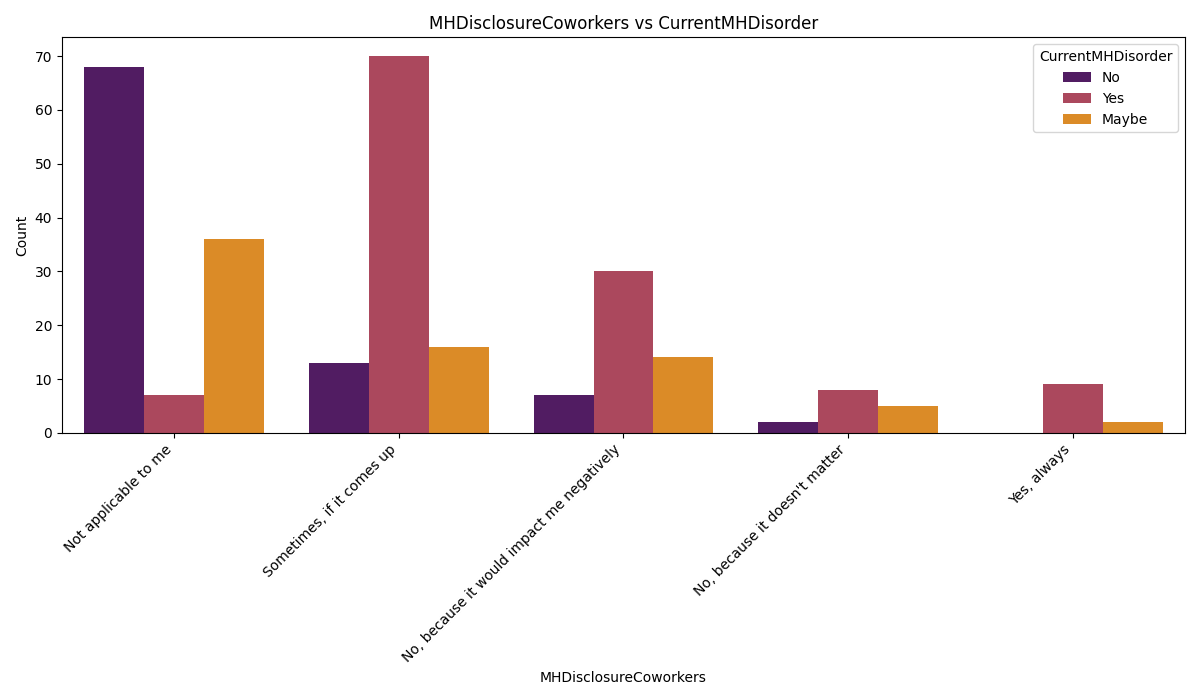 MHDisclosureCoworkers vs CurrentMHDisorder
CurrentMHDisorder
No
Yes
Maybe
Count
70
60
50
40
30
20
10
0
Not applicable to me
Sometimes, if it comes up
No, because it would impact me negatively
No, because it doesn't matter
Yes, always
MHDisclosureCoworkers